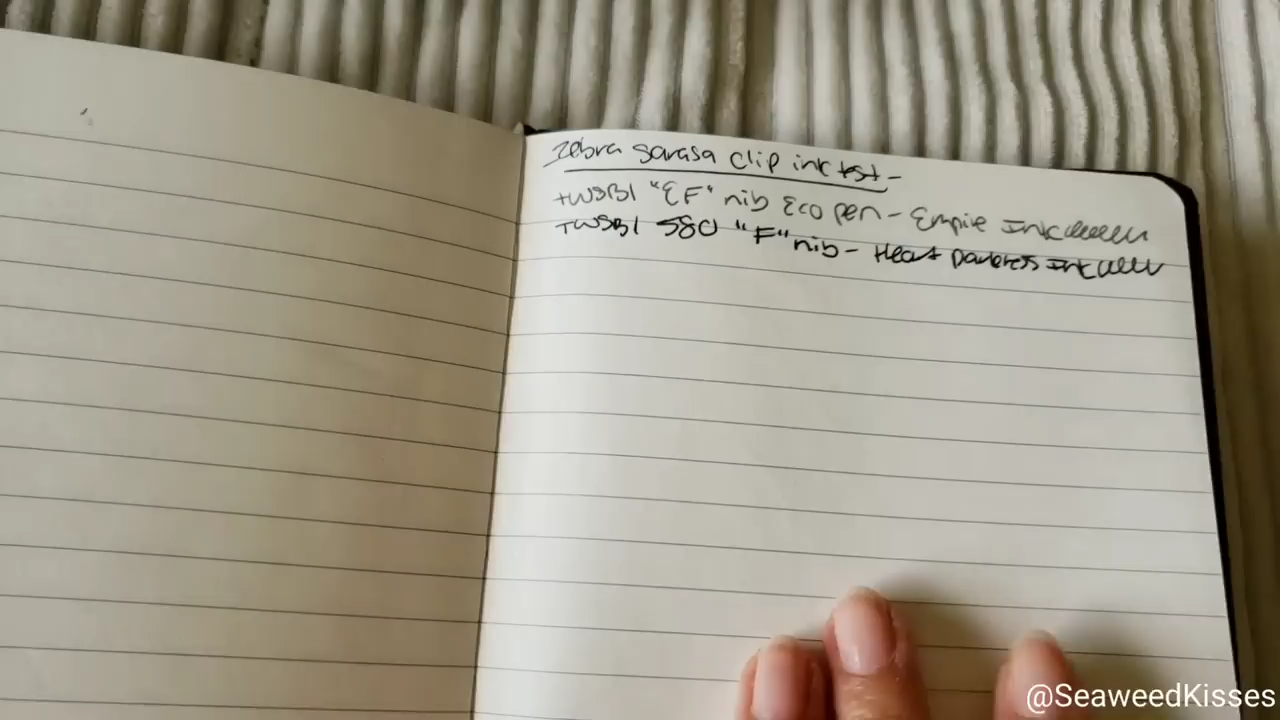 Zebra Sarasa Clip ink test -
TWSBI "EF" nib Eco pen - Empire Ink
TWSBI 580 "F" nib - Heart Darkness Ink
@SeaweedKisses